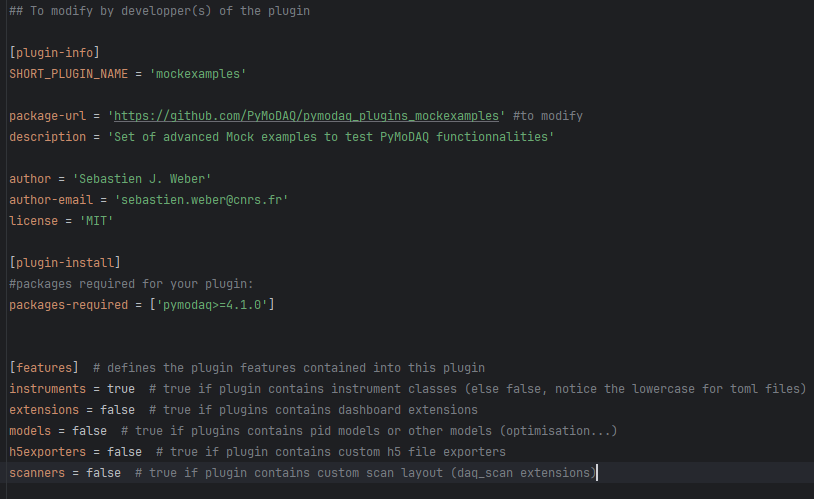 ## To modify by developper(s) of the plugin
[plugin-info]
SHORT_PLUGIN_NAME = 'mockexamples'
package-url = 'https://github.com/PyMoDAQ/pymodaq_plugins_mockexamples' #to modify
description = 'Set of advanced Mock examples to test PyMoDAQ functionnalities'
author = 'Sebastien J. Weber'
author-email = 'sebastien.weber@cnrs.fr'
license = 'MIT'
[plugin-install]
#packages required for your plugin:
packages-required = ['pymodaq>=4.1.0']
[features]  # defines the plugin features contained into this plugin
instruments = true  # true if plugin contains instrument classes (else false, notice the lowercase for toml files)
extensions = false  # true if plugins contains dashboard extensions
models = false  # true if plugins contains pid models or other models (optimisation...)
h5exporters = false  # true if plugin contains custom h5 file exporters
scanners = false  # true if plugin contains custom scan layout (daq_scan extensions)